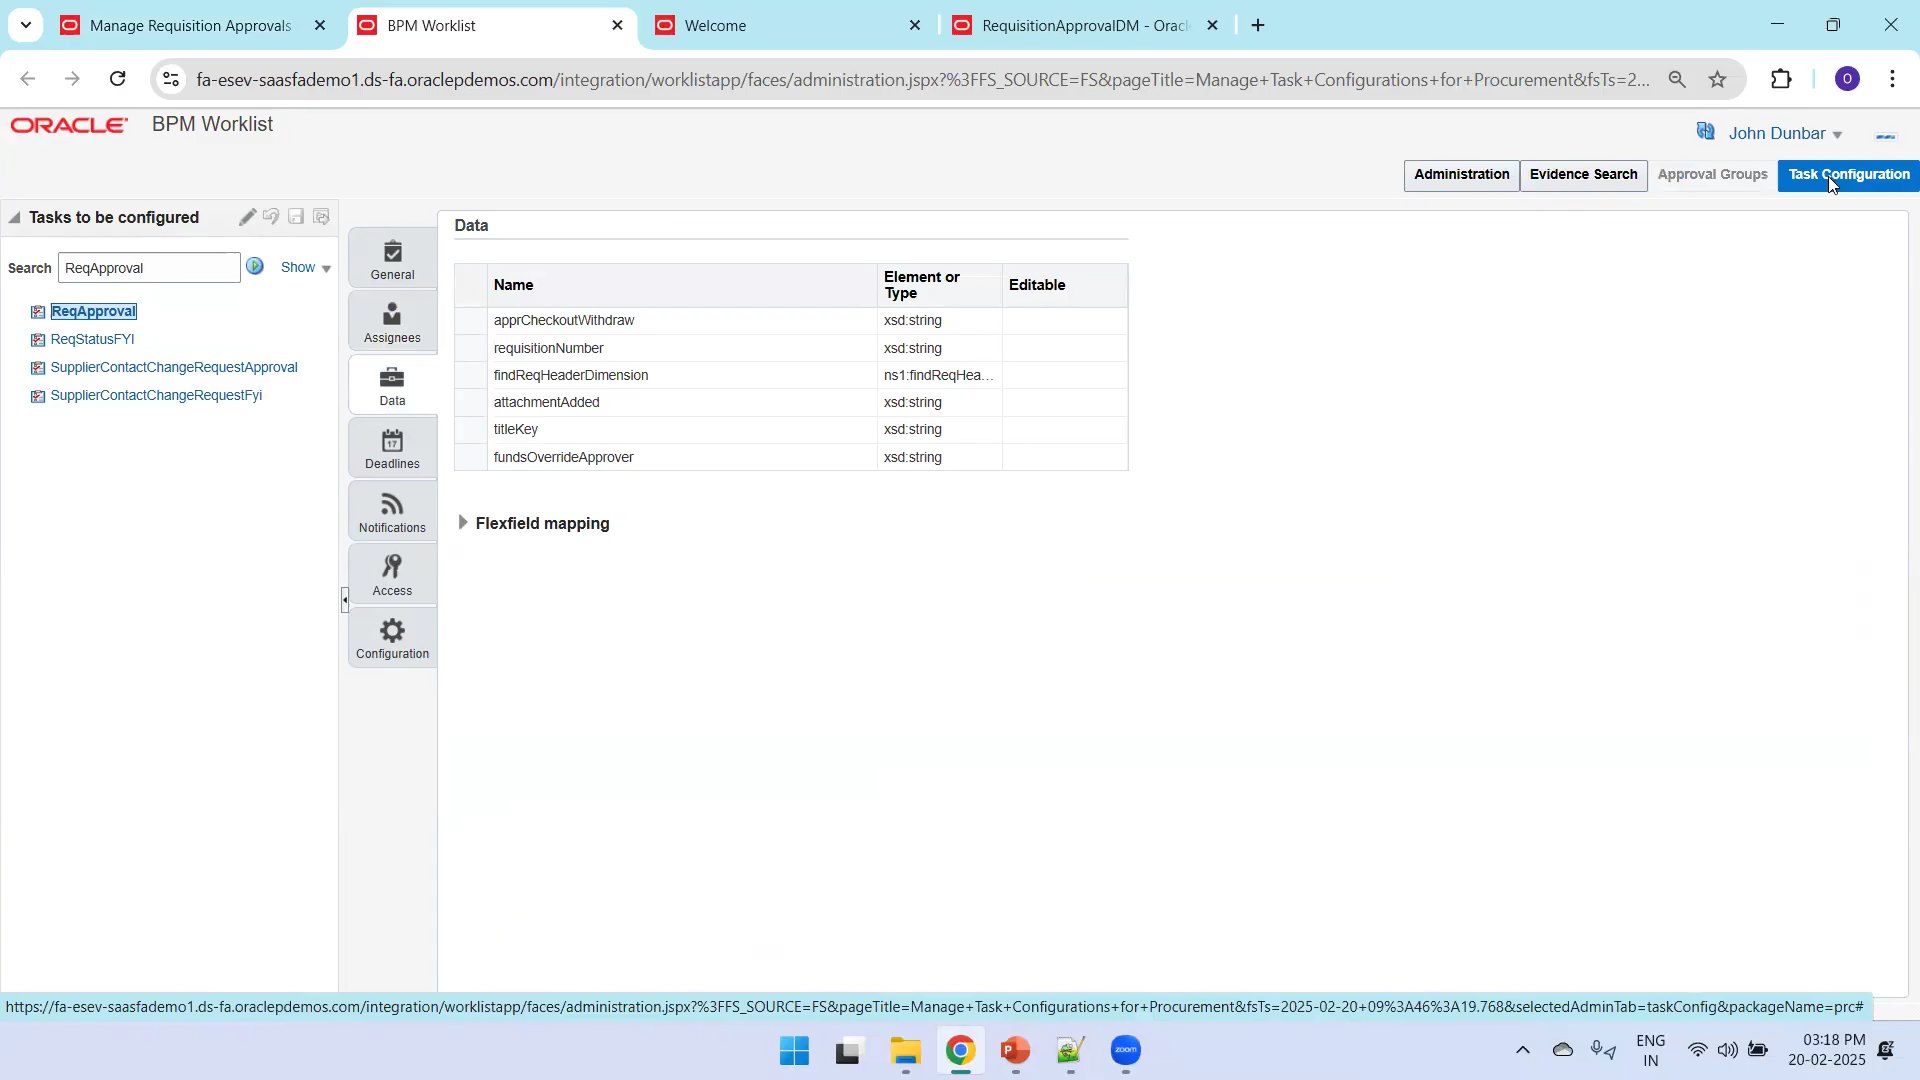 Manage Requisition Approvals
BPM Worklist
Welcome
RequisitionApprovalDM - Oracl
fa-esev-saasfademo1.ds-fa.oraclepdemos.com/integration/worklistapp/faces/administration.jspx?%3FFS_SOURCE=FS&pageTitle=Manage+Task+Configurations+for+Procurement&fsTs=2...
O
ORACLE BPM Worklist
John Dunbar
Administration
Evidence Search
Approval Groups
Task Configuration
Tasks to be configured
Search
ReqApproval
Show
ReqApproval
ReqStatusFYI
SupplierContactChangeRequestApproval
SupplierContactChangeRequestFyi
General
Assignees
Data
Deadlines
Notifications
Access
Configuration
Data
Name
Element or Type
Editable
apprCheckoutWithdraw xsd:string
requisitionNumber xsd:string
findReqHeaderDimension ns1:findReqHea...
attachmentAdded xsd:string
titleKey xsd:string
fundsOverrideApprover xsd:string
Flexfield mapping
https://fa-esev-saasfademo1.ds-fa.oraclepdemos.com/integration/worklistapp/faces/administration.jspx?%3FFS_SOURCE=FS&pageTitle=Manage+Task+Configurations+for+Procurement&fsTs=2025-02-20+09%3A46%3A19.768&selectedAdminTab=taskConfig&packageName=prc#
zoom
ENG
IN
03:18 PM
20-02-2025